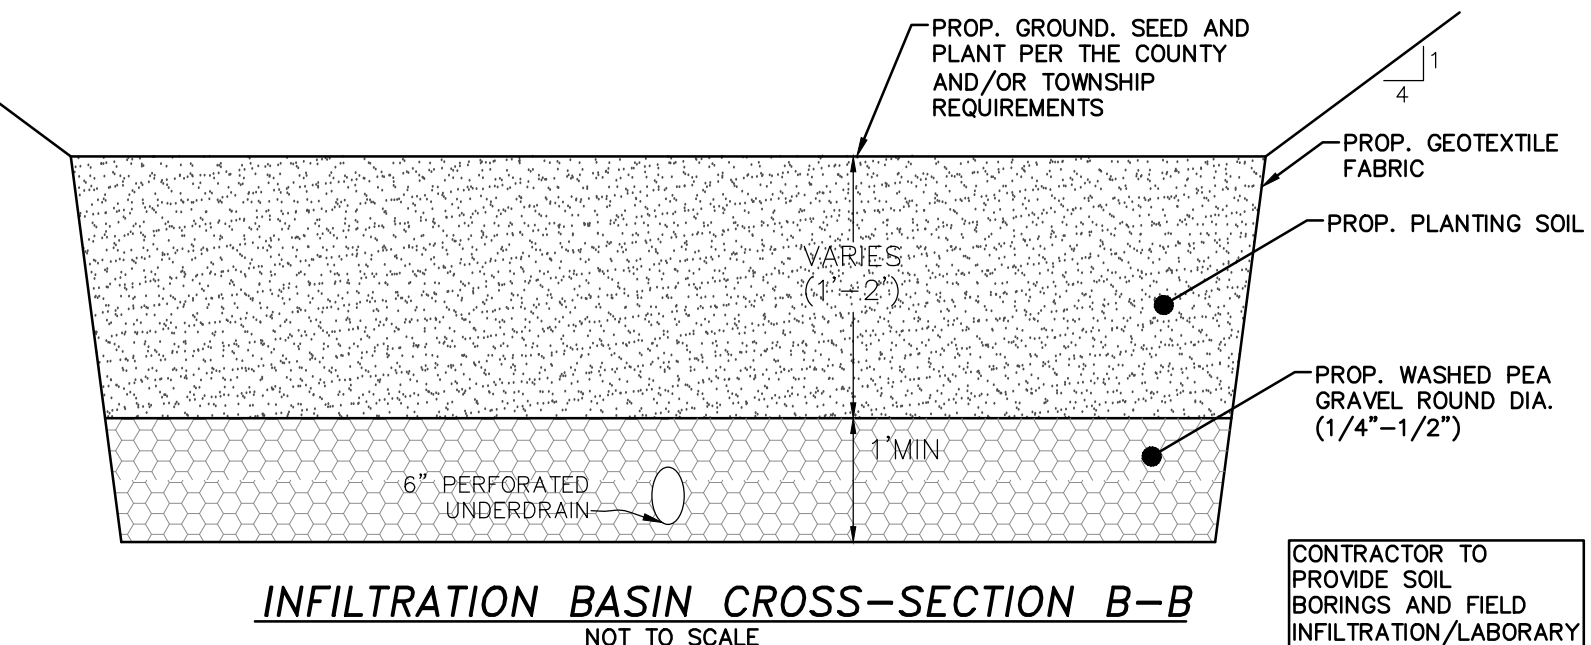 PROP. GROUND. SEED AND
PLANT PER THE COUNTY
AND/OR TOWNSHIP
REQUIREMENTS
1
4
PROP. GEOTEXTILE
FABRIC
PROP. PLANTING SOIL
VARIES
(1'-2')
PROP. WASHED PEA
GRAVEL ROUND DIA.
(1/4"-1/2")
1'MIN
6" PERFORATED
UNDERDRAIN
INFILTRATION BASIN CROSS-SECTION B-B
NOT TO SCALE
CONTRACTOR TO
PROVIDE SOIL
BORINGS AND FIELD
INFILTRATION/LABORARY